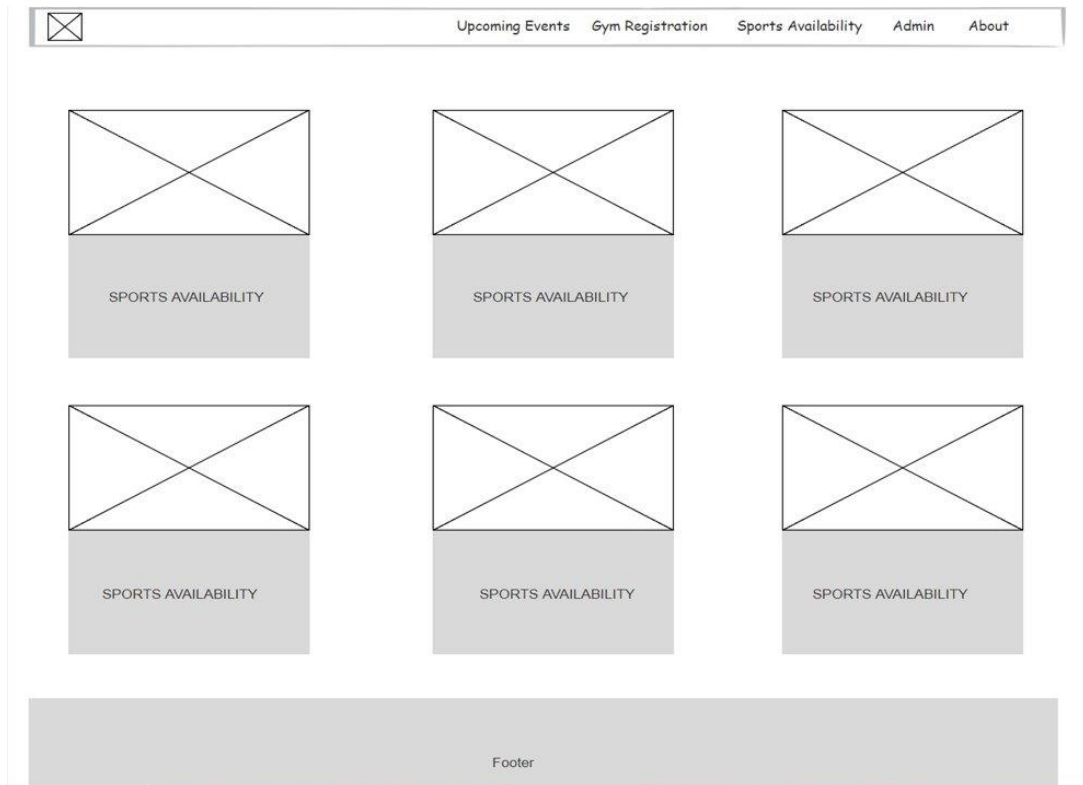 Upcoming Events Gym Registration Sports Availability Admin About
SPORTS AVAILABILITY SPORTS AVAILABILITY SPORTS AVAILABILITY
SPORTS AVAILABILITY SPORTS AVAILABILITY SPORTS AVAILABILITY
Footer